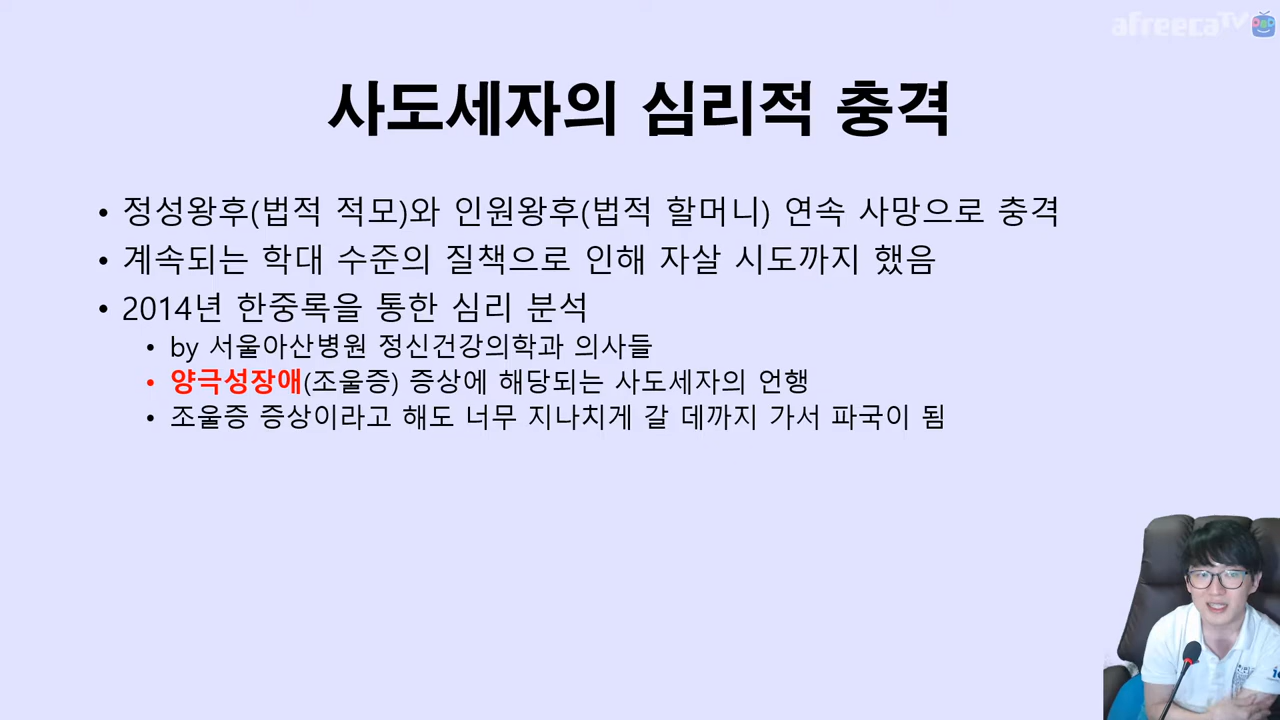 afreecaTV
사도세자의 심리적 충격
• 정성왕후(법적 적모)와 인원왕후(법적 할머니) 연속 사망으로 충격
• 계속되는 학대 수준의 질책으로 인해 자살 시도까지 했음
• 2014년 한중록을 통한 심리 분석
• by 서울아산병원 정신건강의학과 의사들
• 양극성장애(조울증) 증상에 해당되는 사도세자의 언행
• 조울증 증상이라고 해도 너무 지나치게 갈 데까지 가서 파국이 됨